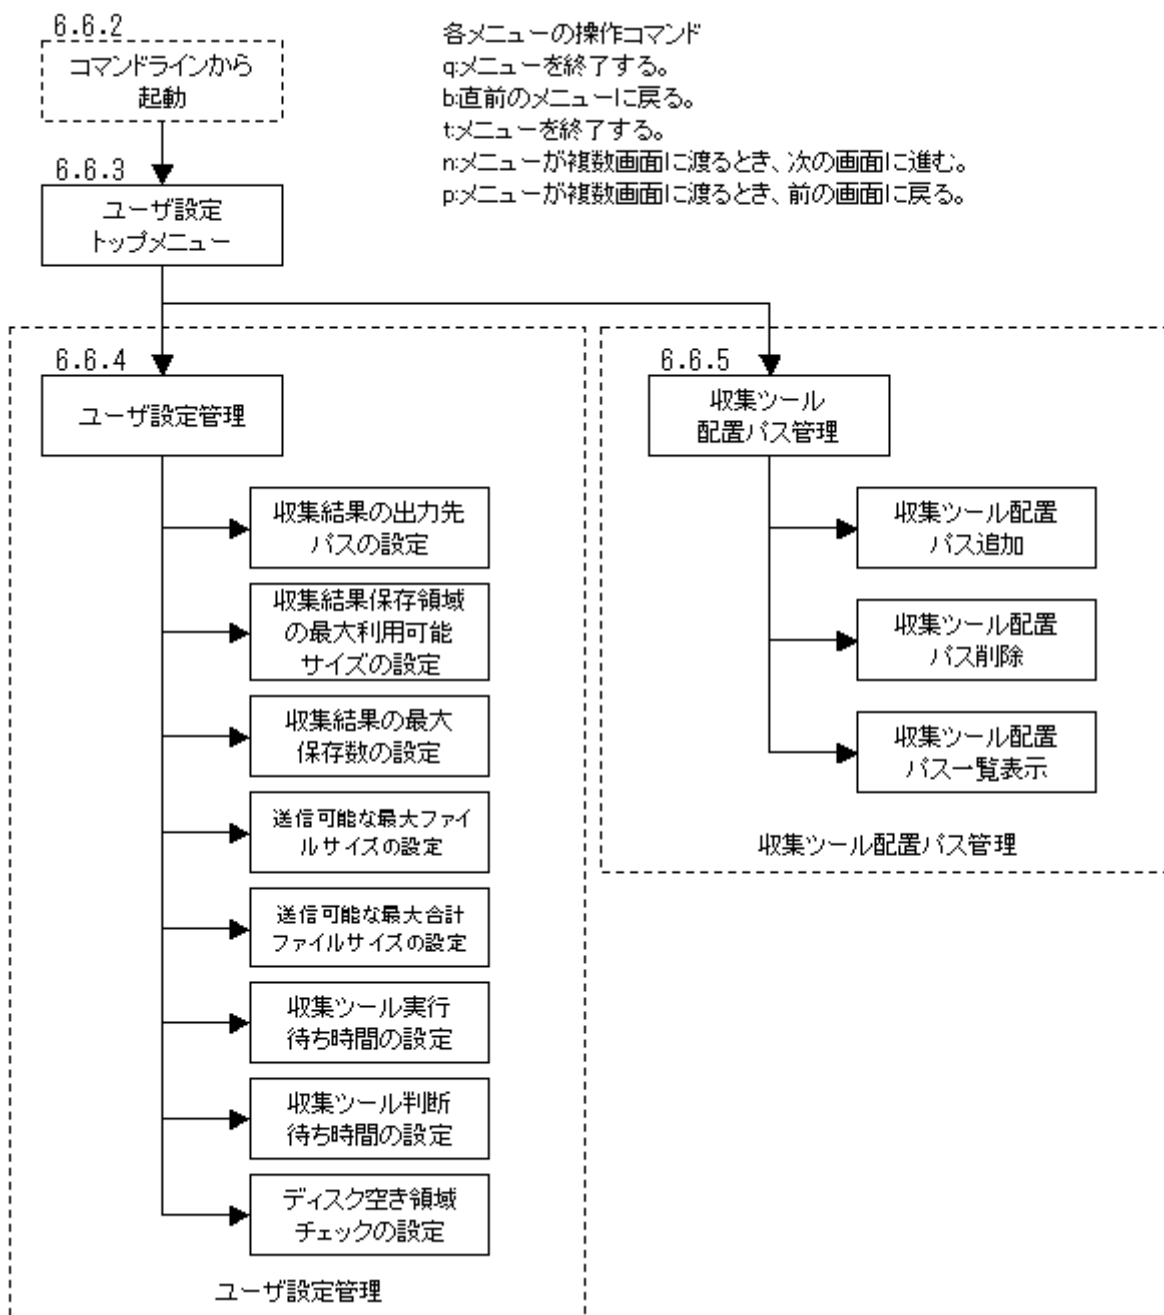 6.6.2
コマンドラインから
起動
各メニューの操作コマンド
q:メニューを終了する。
b:直前のメニューに戻る。
t:メニューを終了する。
n:メニューが複数画面に渡るとき、次の画面に進む。
p:メニューが複数画面に渡るとき、前の画面に戻る。
6.6.3
ユーザ設定
トップメニュー
6.6.4
ユーザ設定管理
収集結果の出力先
パスの設定
収集結果保存領域
の最大利用可能
サイズの設定
収集結果の最大
保存数の設定
送信可能な最大ファイ
ルサイズの設定
送信可能な最大合計
ファイルサイズの設定
収集ツール実行
待ち時間の設定
収集ツール判断
待ち時間の設定
ディスク空き領域
チェックの設定
ユーザ設定管理
6.6.5
収集ツール
配置パス管理
収集ツール配置
パス追加
収集ツール配置
パス削除
収集ツール配置
パス一覧表示
収集ツール配置パス管理